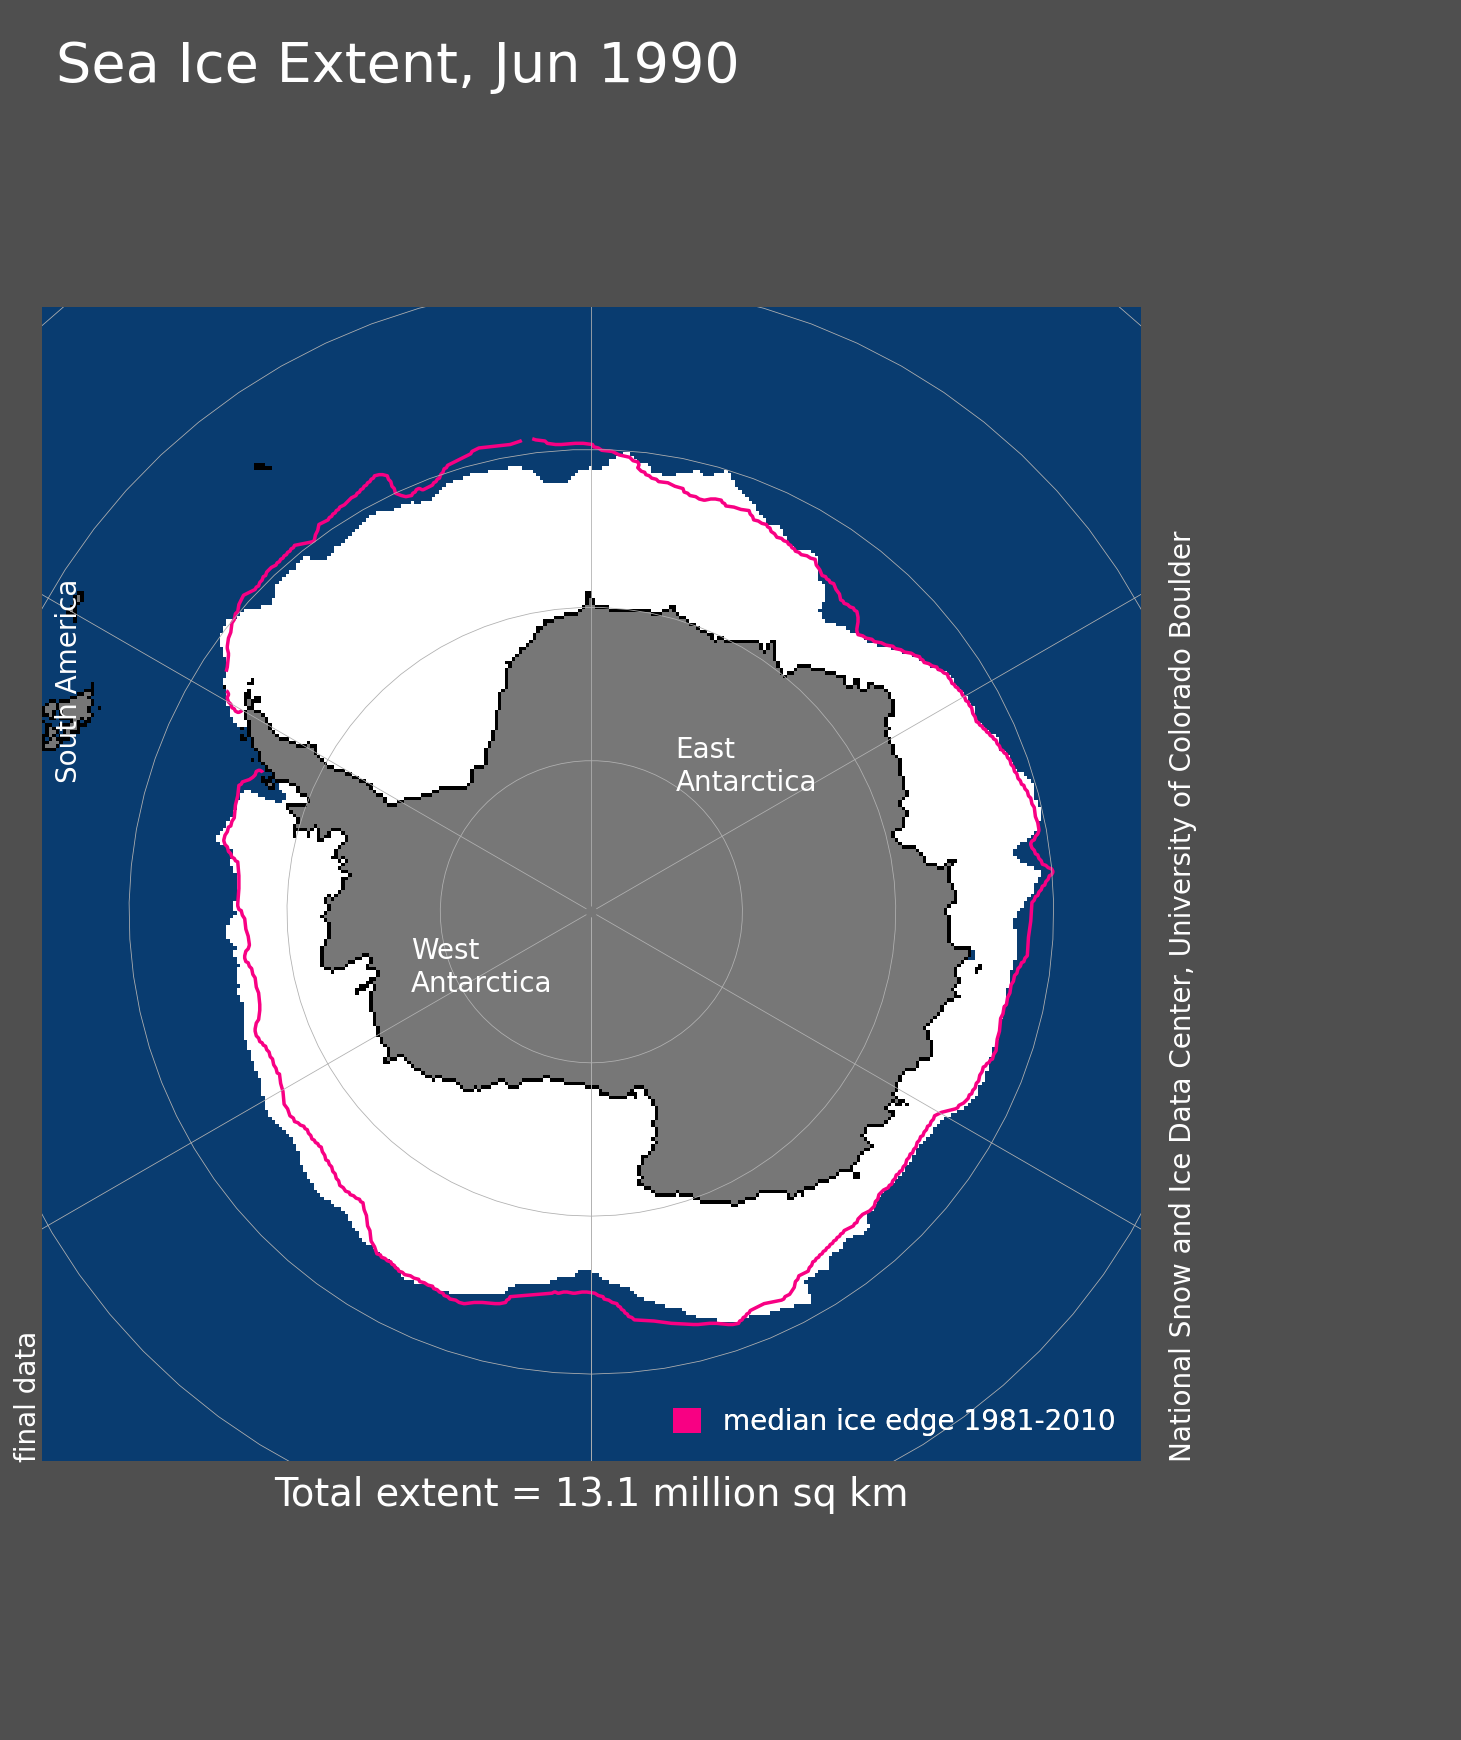 Sea Ice Extent, Jun 1990
South America
East
Antarctica
West
Antarctica
median ice edge 1981-2010
final data
National Snow and Ice Data Center, University of Colorado Boulder
Total extent = 13.1 million sq km